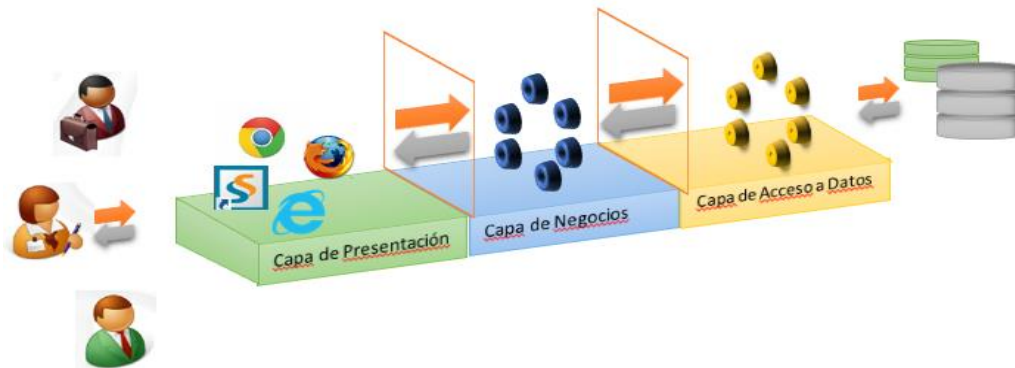 Capa de Presentación
Capa de Negocios
Capa de Acceso a Datos